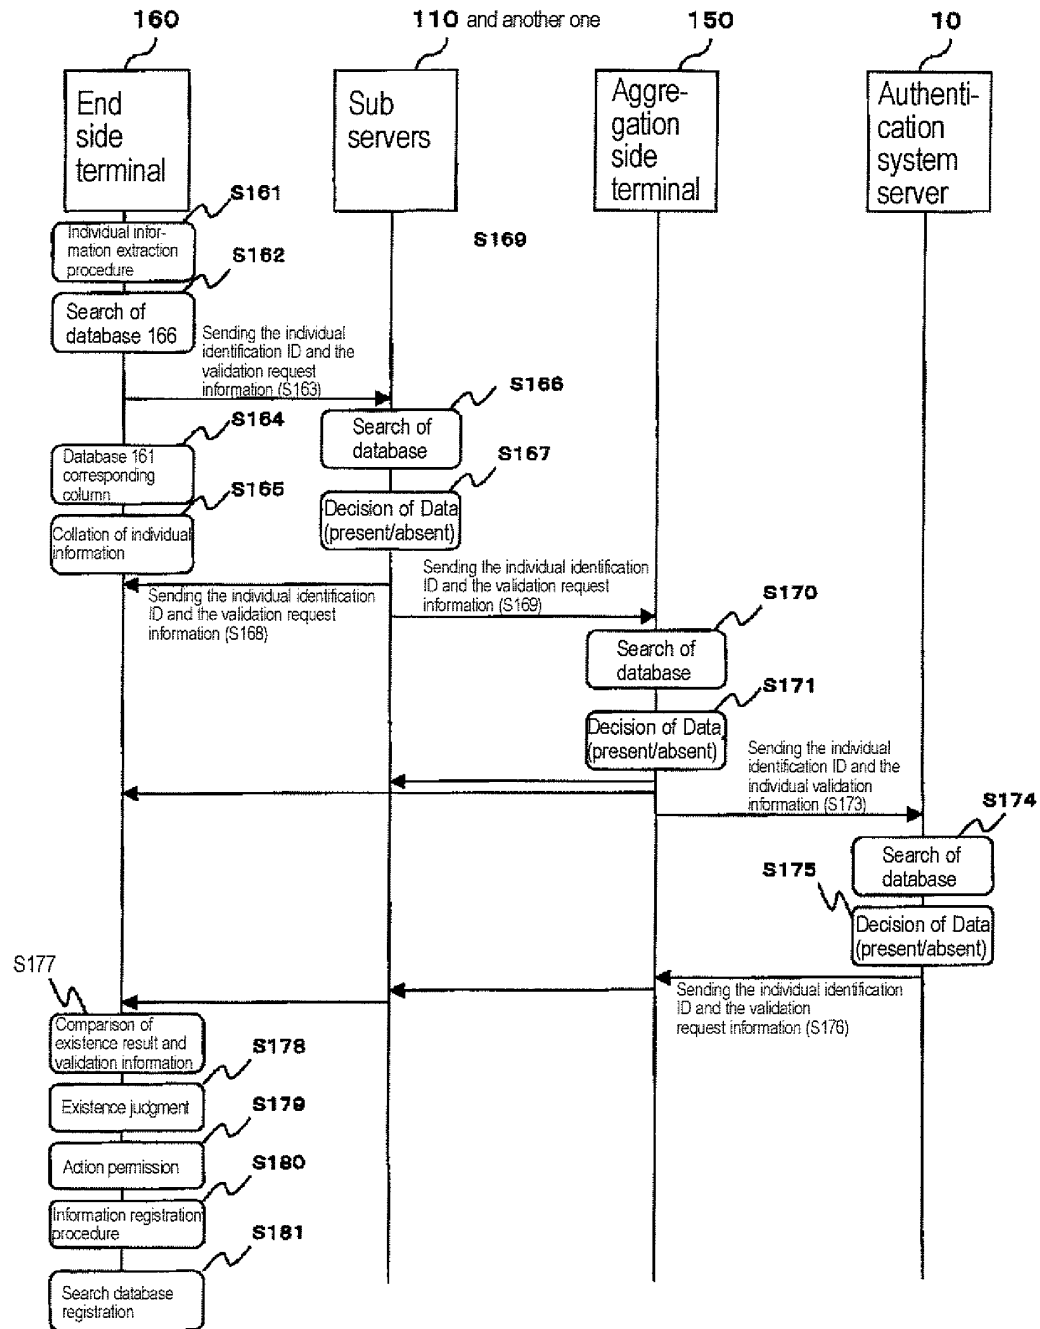 160
110 and another one
150
10
End
side
terminal
Sub
servers
Aggre-
gation
side
terminal
Authenti-
cation
system
server
S161
Individual infor-
mation extraction
procedure
S169
S162
Search of
database 166
Sending the individual
identification ID and the
validation request
information (S163)
S166
Search of
database
S164
Database 161
corresponding
column
S167
Decision of Data
(present/absent)
S165
Collation of individual
information
Sending the individual identification
ID and the validation request
information (S169)
Sending the individual identification
ID and the validation request
information (S168)
S170
Search of
database
S171
Decision of Data
(present/absent)
Sending the individual
identification ID and the
individual validation
information (S173)
S174
Search of
database
S175
Decision of Data
(present/absent)
Sending the individual identification
ID and the validation
request information (S176)
S177
Comparison of
existence result and
validation information
S178
Existence judgment
S179
Action permission
S180
Information registration
procedure
S181
Search database
registration